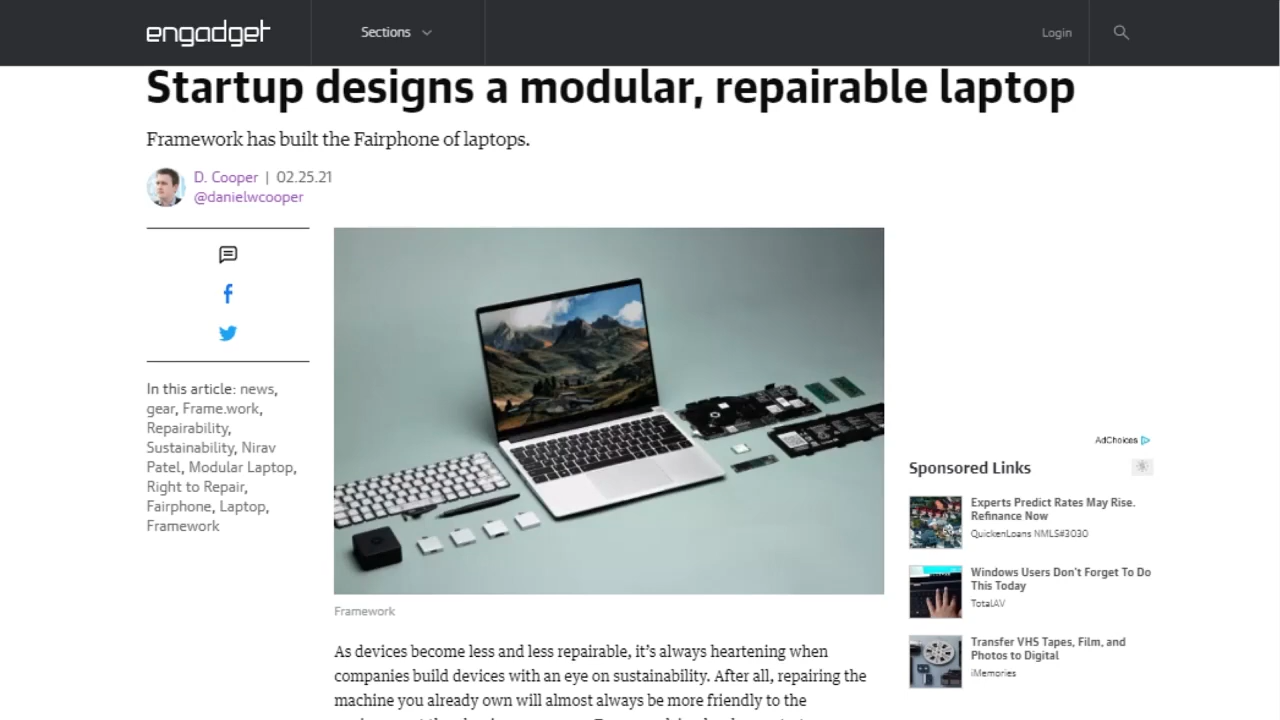 engadget
Sections
Login
Startup designs a modular, repairable laptop
Framework has built the Fairphone of laptops.
D. Cooper | 02.25.21
@danielwcooper
In this article: news,
gear, Frame.work,
Repairability,
Sustainability, Nirav
Patel, Modular Laptop,
Right to Repair,
Fairphone, Laptop,
Framework
Framework
As devices become less and less repairable, it's always heartening when
companies build devices with an eye on sustainability. After all, repairing the
machine you already own will almost always be more friendly to the
AdChoices
Sponsored Links
Experts Predict Rates May Rise.
Refinance Now
QuickenLoans NMLS#3030
Windows Users Don't Forget To Do
This Today
TotalAV
Transfer VHS Tapes, Film, and
Photos to Digital
iMemories